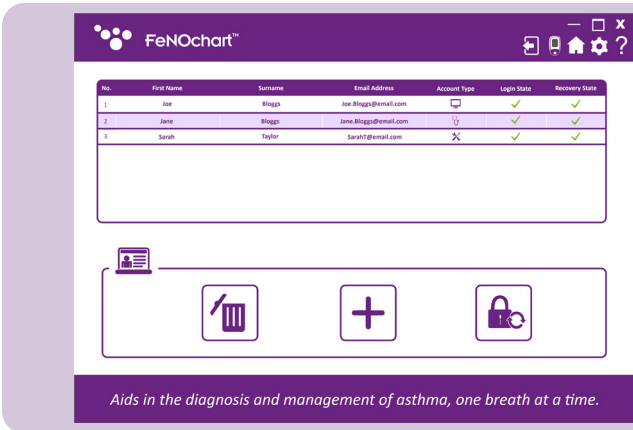 FeNOchart™
No. First Name Surname Email Address Account Type Login State Recovery State
1 Joe Bloggs Joe.Bloggs@email.com
2 Jane Bloggs Jane.Bloggs@email.com
3 Sarah Taylor SarahT@email.com
Aids in the diagnosis and management of asthma, one breath at a time.